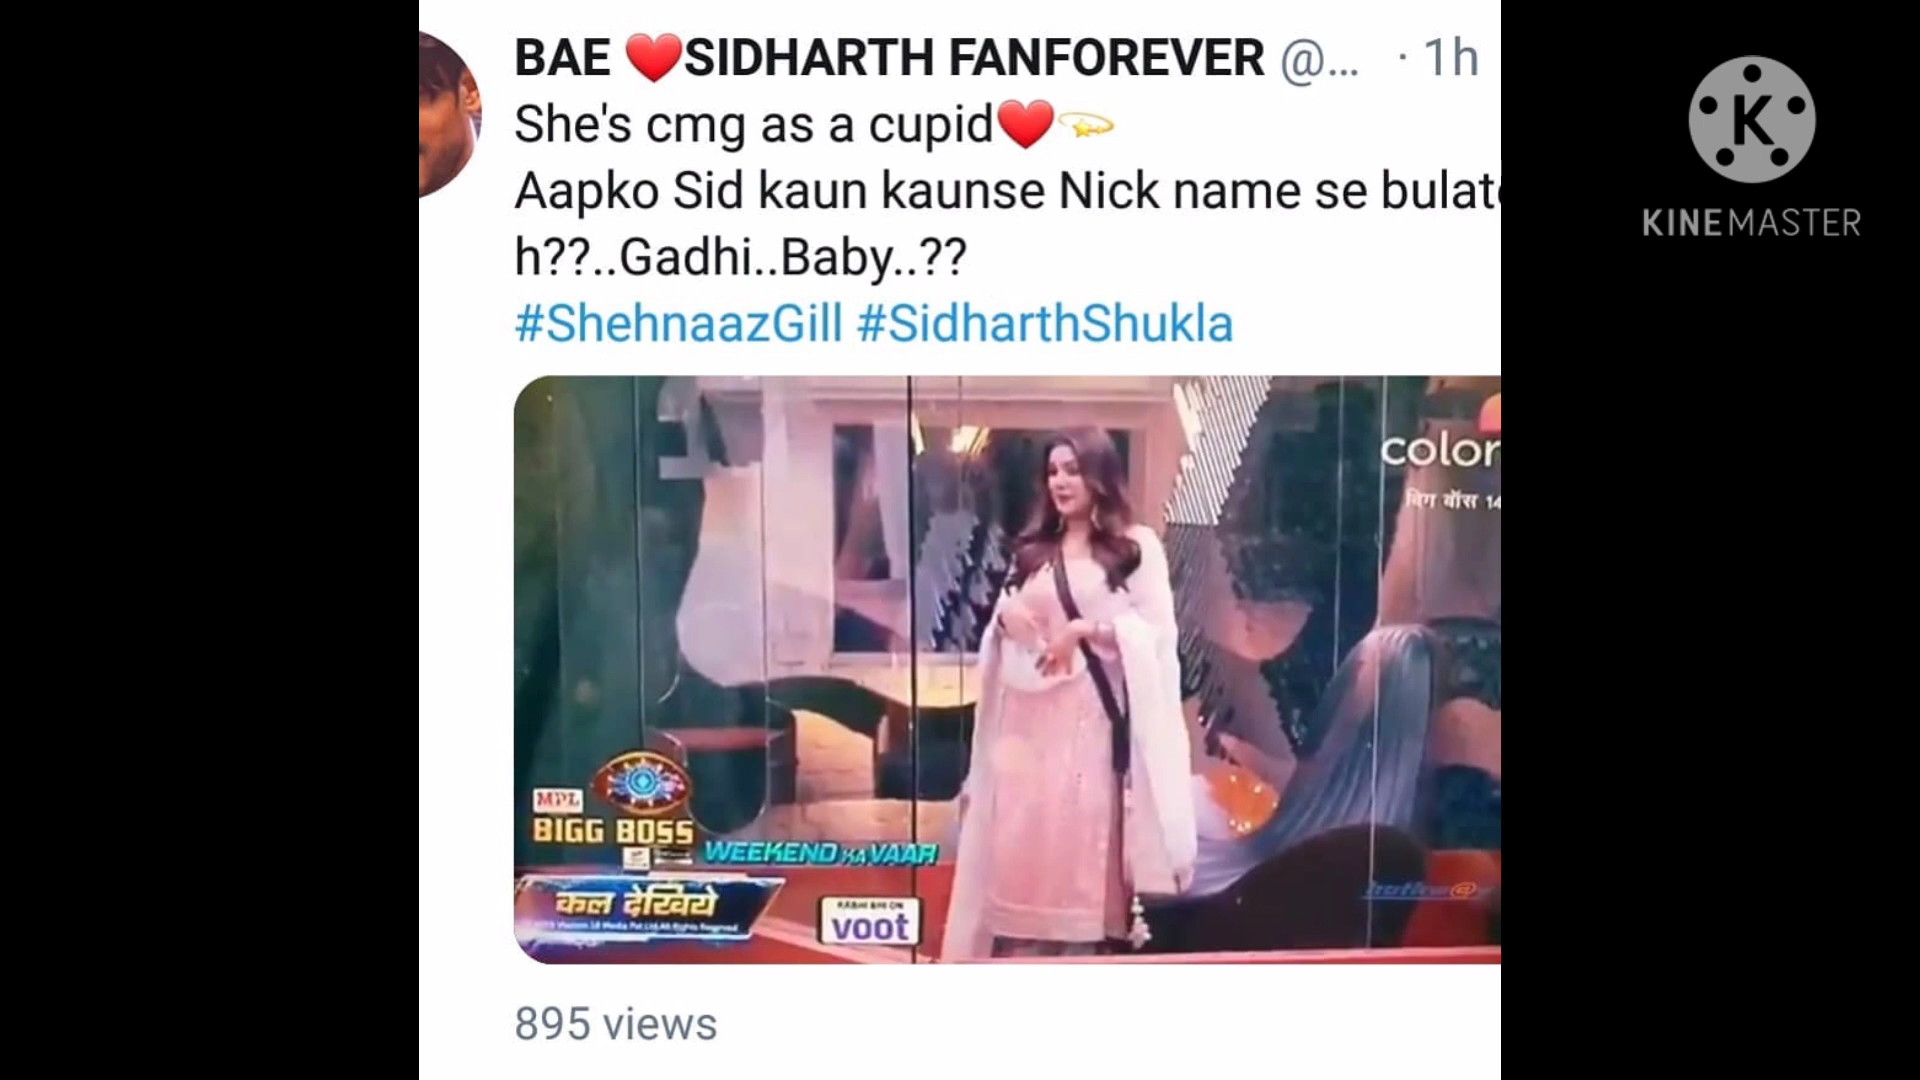 BAE ❤️SIDHARTH FANFOREVER @... · 1h
She's cmg as a cupid❤️💫
Aapko Sid kaun kaunse Nick name se bulat
h??..Gadhi..Baby..??
#ShehnaazGill #SidharthShukla
color
बिग बॉस 14
MPL
BIGG BOSS
WEEKEND KA VAAR
कल देखिये
voot
895 views
K
KINEMASTER